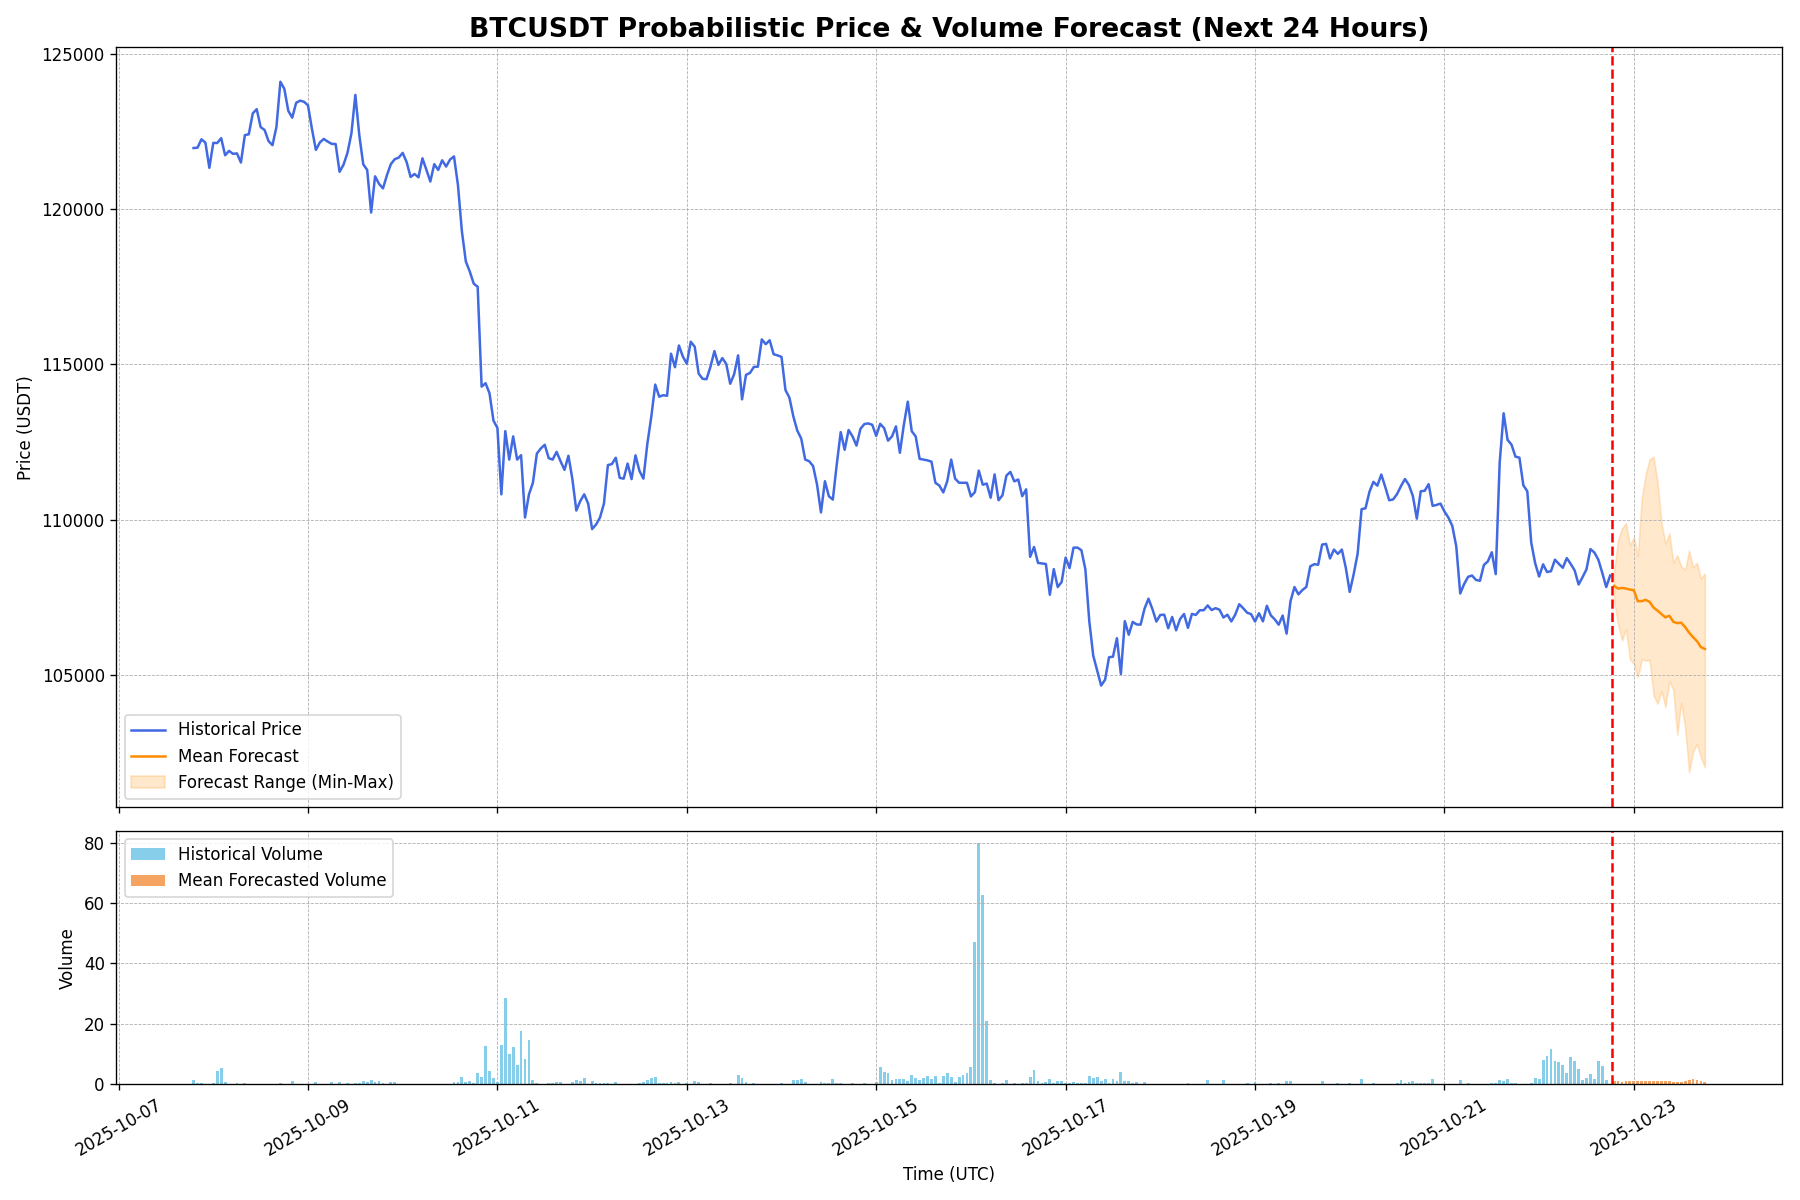 BTCUSDT Probabilistic Price & Volume Forecast (Next 24 Hours)
125000
120000
115000
110000
105000
Price (USDT)
Historical Price
Mean Forecast
Forecast Range (Min-Max)
80
60
40
20
0
Volume
Historical Volume
Mean Forecasted Volume
2025-10-07
2025-10-09
2025-10-11
2025-10-13
2025-10-15
2025-10-17
2025-10-19
2025-10-21
2025-10-23
Time (UTC)